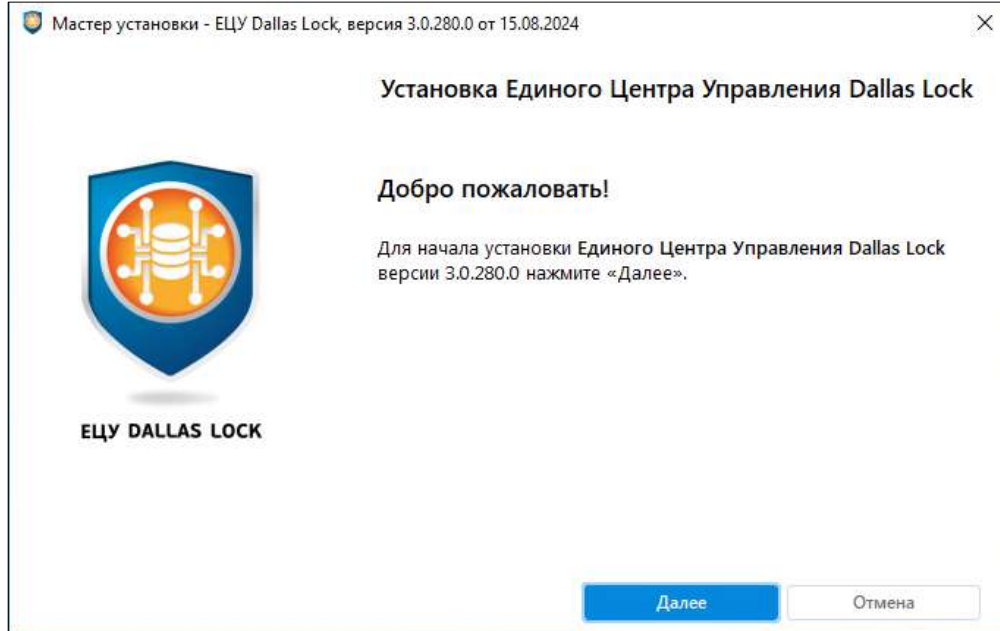 Мастер установки - ЕЦУ Dallas Lock, версия 3.0.280.0 от 15.08.2024
Установка Единого Центра Управления Dallas Lock
Добро пожаловать!
Для начала установки Единого Центра Управления Dallas Lock
версии 3.0.280.0 нажмите «Далее».
ЕЦУ DALLAS LOCK
Далее
Отмена